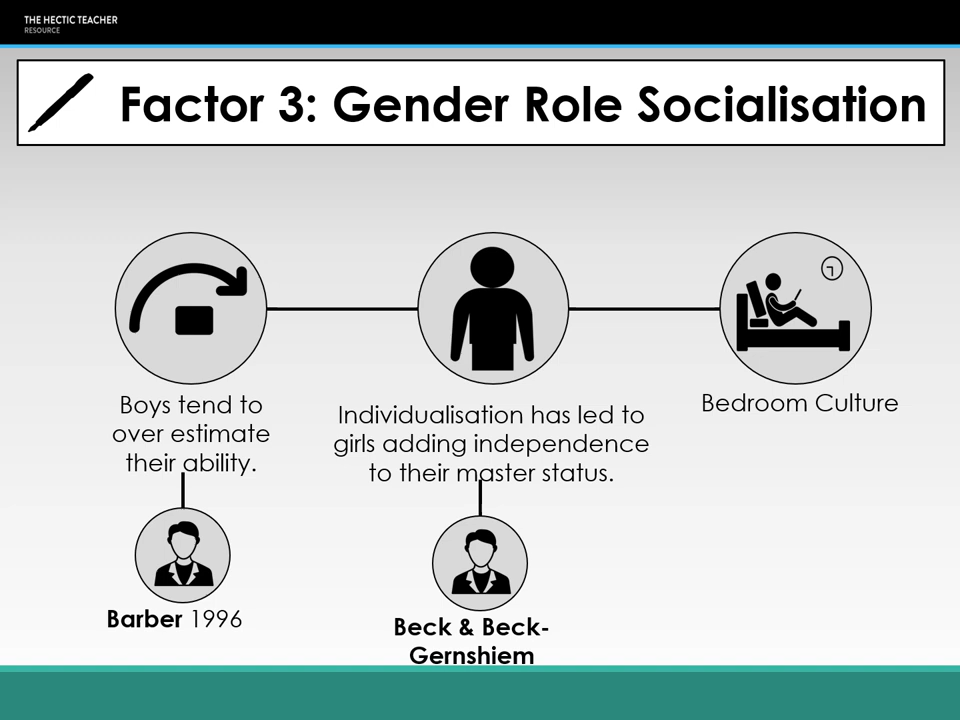 THE HECTIC TEACHER
RESOURCE
Factor 3: Gender Role Socialisation
Boys tend to
over estimate
their ability.
Individualisation has led to
girls adding independence
to their master status.
Bedroom Culture
Barber 1996
Beck & Beck-
Gernshiem